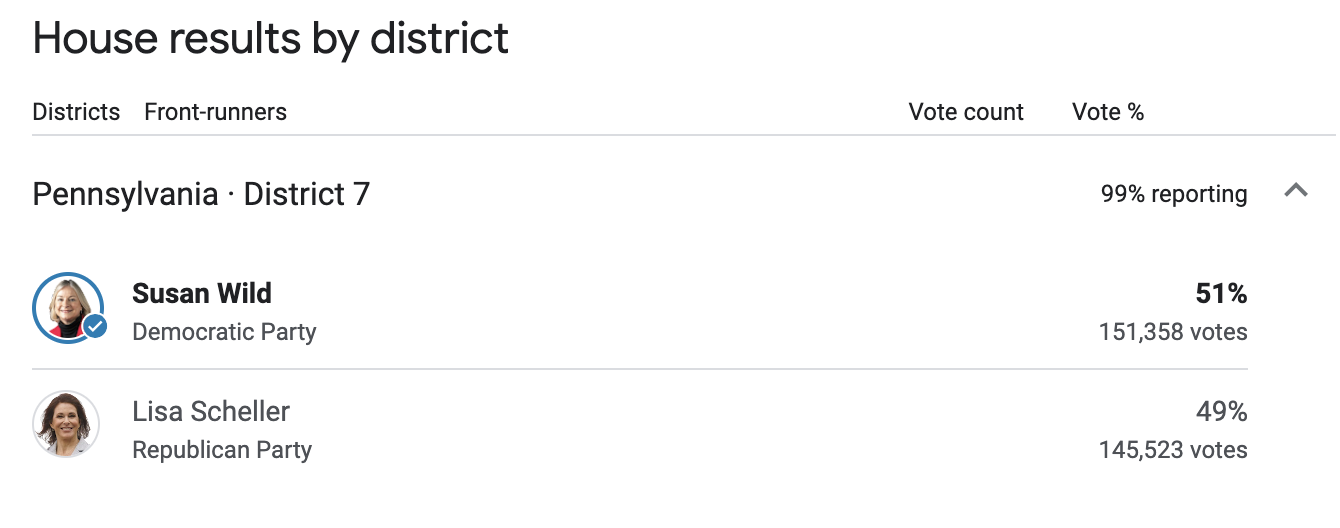 House results by district
Districts Front-runners Vote count Vote %
Pennsylvania · District 7 99% reporting
Susan Wild 51%
Democratic Party 151,358 votes
Lisa Scheller 49%
Republican Party 145,523 votes